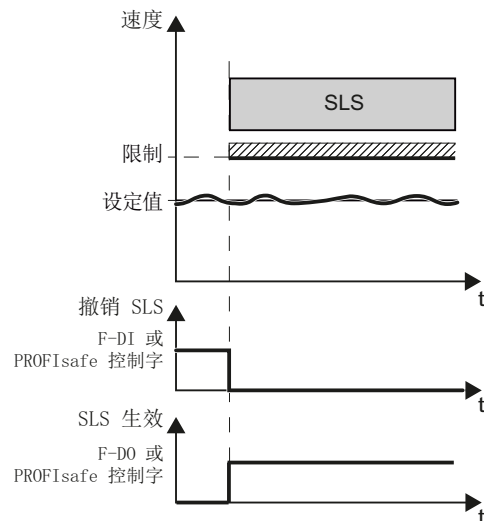 速度
SLS
限制
设定值
t
撤销 SLS
F-DI 或
PROFIsafe 控制字
t
SLS 生效
F-DO 或
PROFIsafe 控制字
t